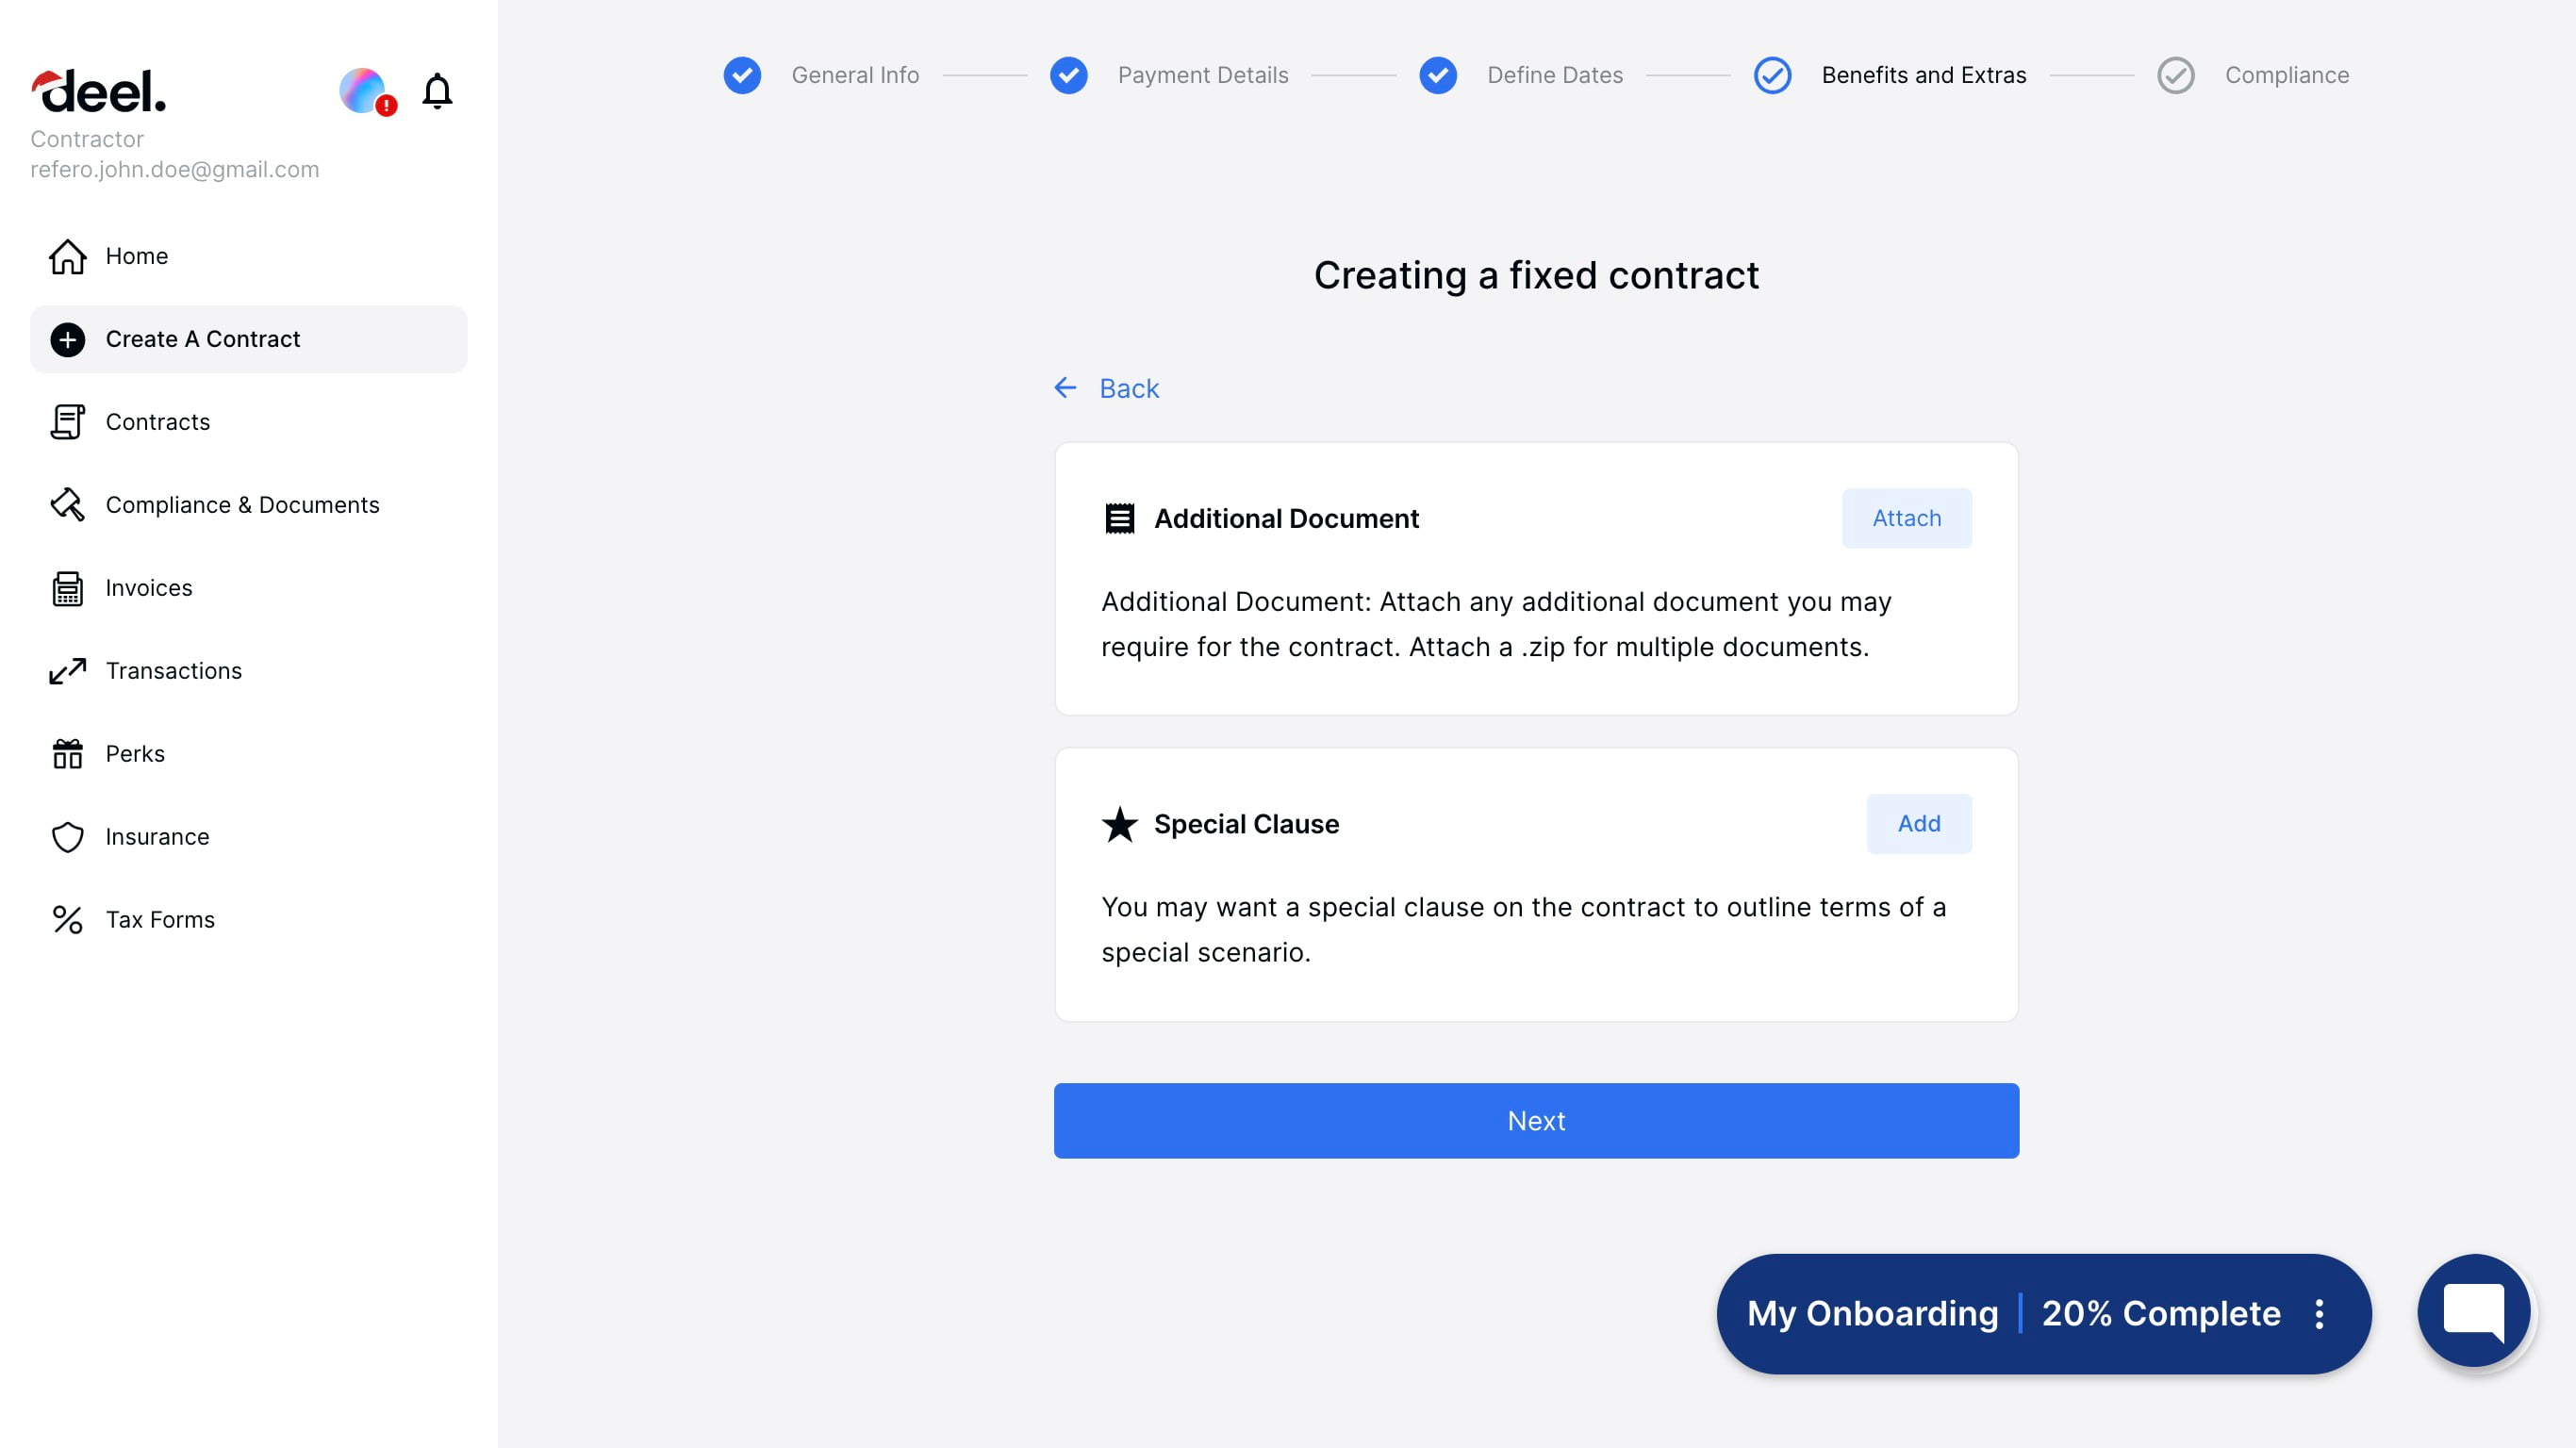 deel.
Contractor
refero.john.doe@gmail.com
Home
Create A Contract
Contracts
Compliance & Documents
Invoices
Transactions
Perks
Insurance
Tax Forms
General Info
Payment Details
Define Dates
Benefits and Extras
Compliance
Creating a fixed contract
Back
Additional Document
Attach
Additional Document: Attach any additional document you may
require for the contract. Attach a .zip for multiple documents.
Special Clause
Add
You may want a special clause on the contract to outline terms of a
special scenario.
Next
My Onboarding | 20% Complete